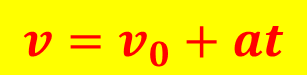 v = v₀ + at